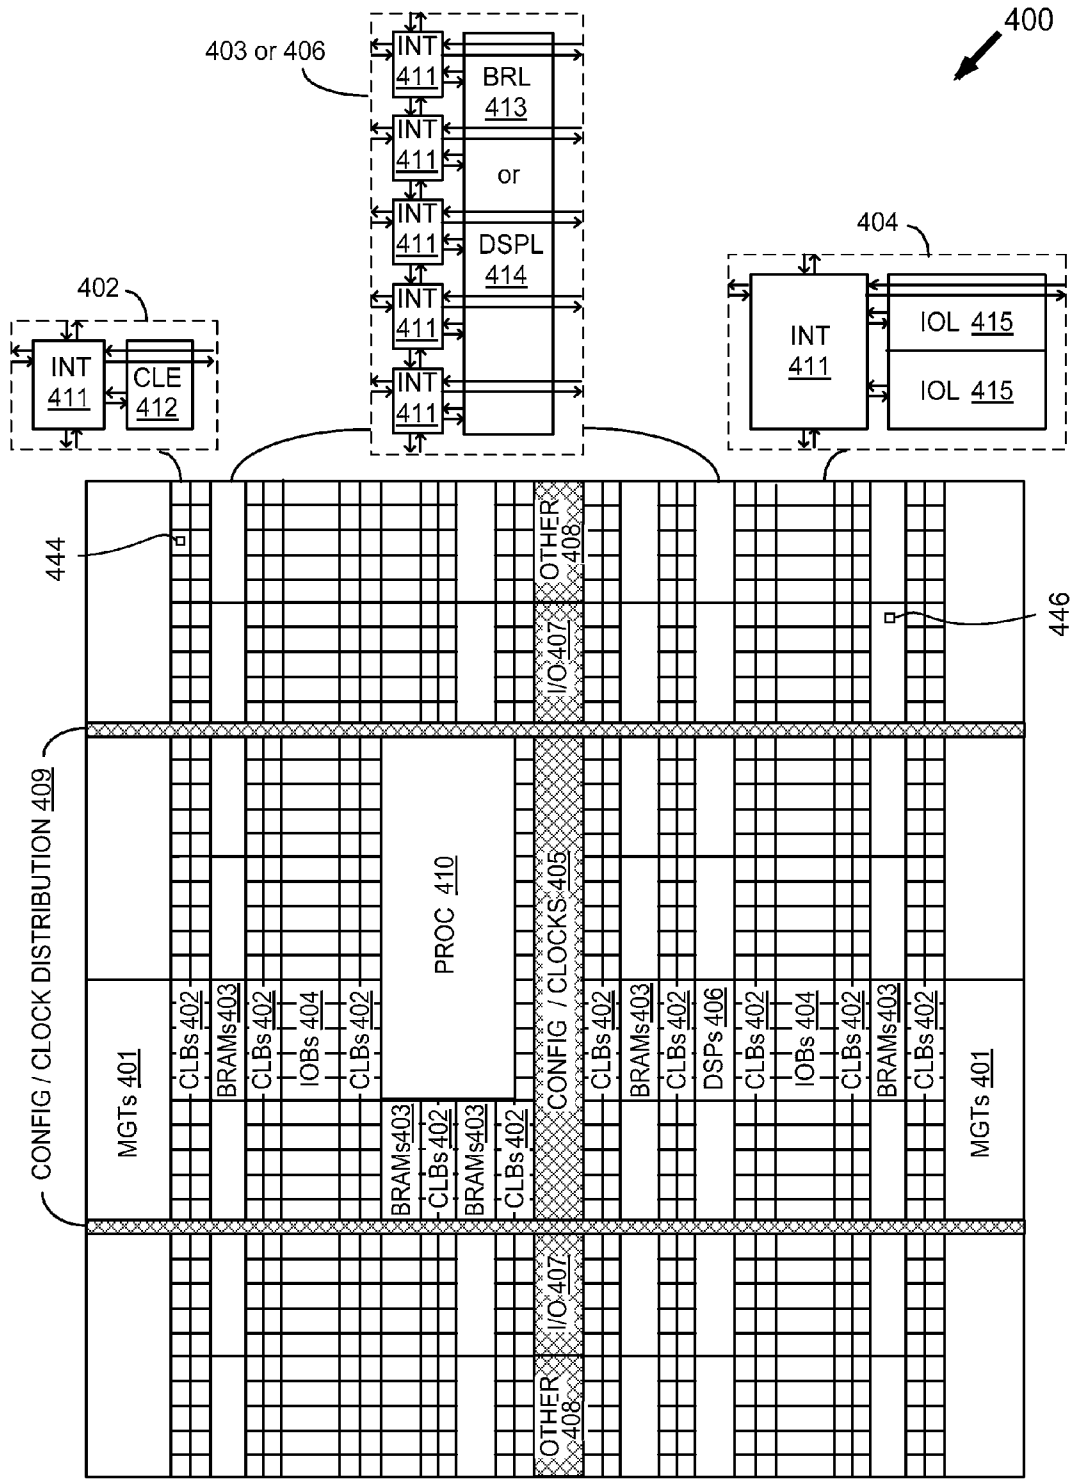 400
403 or 406
INT
411
INT
411
INT
411
INT
411
INT
411
BRL
413
or
DSPL
414
404
INT
411
IOL 415
IOL 415
402
INT
411
CLE
412
444
446
OTHER
408
I/O 407
CONFIG / CLOCK DISTRIBUTION 409
PROC 410
CONFIG / CLOCKS 405
MGTs 401
CLBs 402
BRAMs 403
CLBs 402
IOBs 404
CLBs 402
BRAMs 403
CLBs 402
BRAMs 403
CLBs 402
CLBs 402
BRAMs 403
CLBs 402
DSPs 406
CLBs 402
IOBs 404
CLBs 402
BRAMs 403
CLBs 402
MGTs 401
I/O 407
OTHER
408